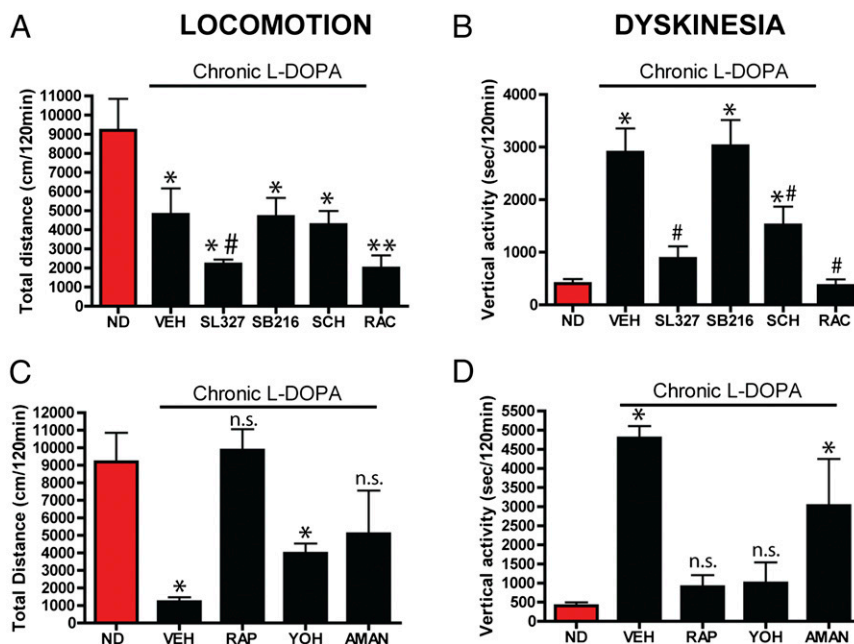 A
LOCOMOTION
Chronic L-DOPA
Total distance (cm/120min)
11000
10000
9000
8000
7000
6000
5000
4000
3000
2000
1000
0
*
* #
*
*
**
ND VEH SL327 SB216 SCH RAC
B
DYSKINESIA
Chronic L-DOPA
Vertical activity (sec/120min)
4000
3000
2000
1000
0
*
#
*
*#
#
ND VEH SL327 SB216 SCH RAC
C
Chronic L-DOPA
Total Distance (cm/120min)
12000
11000
10000
9000
8000
7000
6000
5000
4000
3000
2000
1000
0
*
n.s.
*
n.s.
ND VEH RAP YOH AMAN
D
Chronic L-DOPA
Vertical activity (sec/120min)
5500
5000
4500
4000
3500
3000
2500
2000
1500
1000
500
0
*
n.s.
n.s.
*
ND VEH RAP YOH AMAN